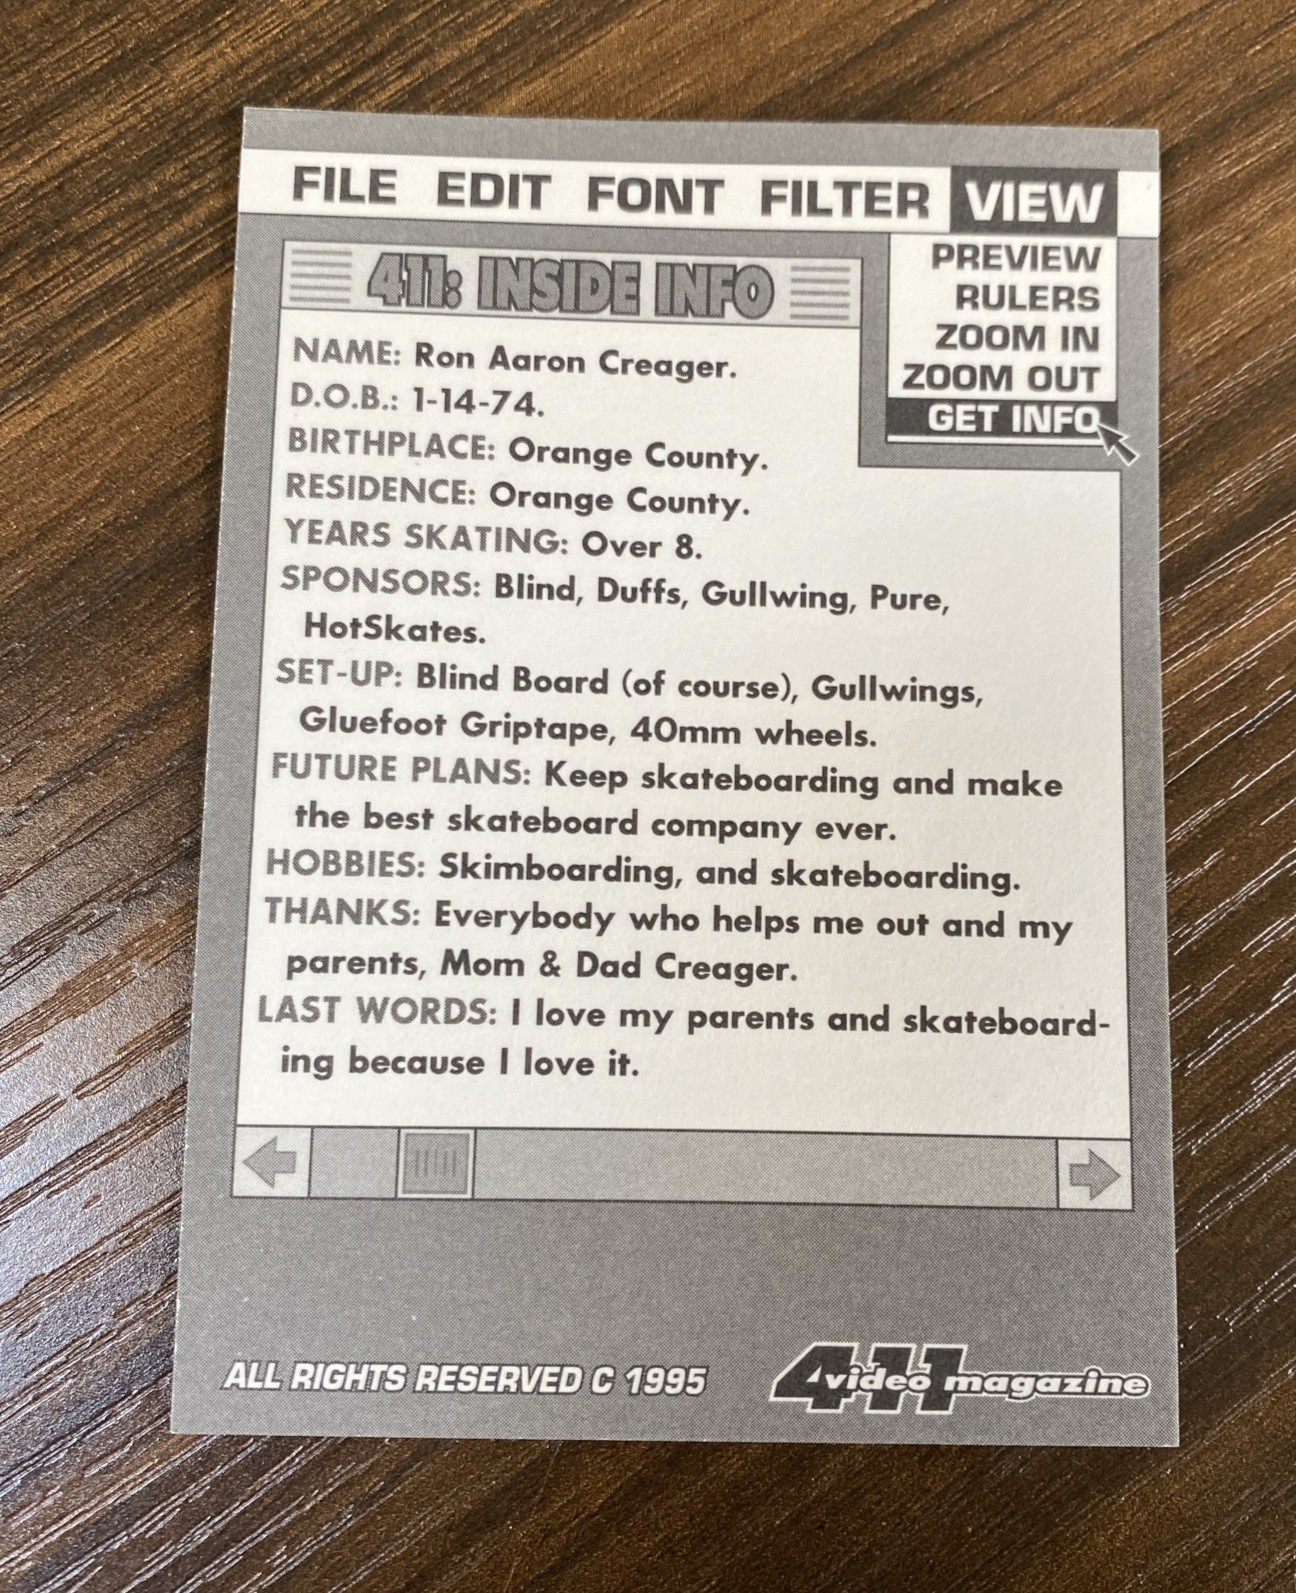 FILE EDIT FONT FILTER VIEW
PREVIEW
RULERS
ZOOM IN
ZOOM OUT
GET INFO
411: INSIDE INFO
NAME: Ron Aaron Creager.
D.O.B.: 1-14-74.
BIRTHPLACE: Orange County.
RESIDENCE: Orange County.
YEARS SKATING: Over 8.
SPONSORS: Blind, Duffs, Gullwing, Pure,
HotSkates.
SET-UP: Blind Board (of course), Gullwings,
Gluefoot Griptape, 40mm wheels.
FUTURE PLANS: Keep skateboarding and make
the best skateboard company ever.
HOBBIES: Skimboarding, and skateboarding.
THANKS: Everybody who helps me out and my
parents, Mom & Dad Creager.
LAST WORDS: I love my parents and skateboard-
ing because I love it.
ALL RIGHTS RESERVED C 1995
411 video magazine